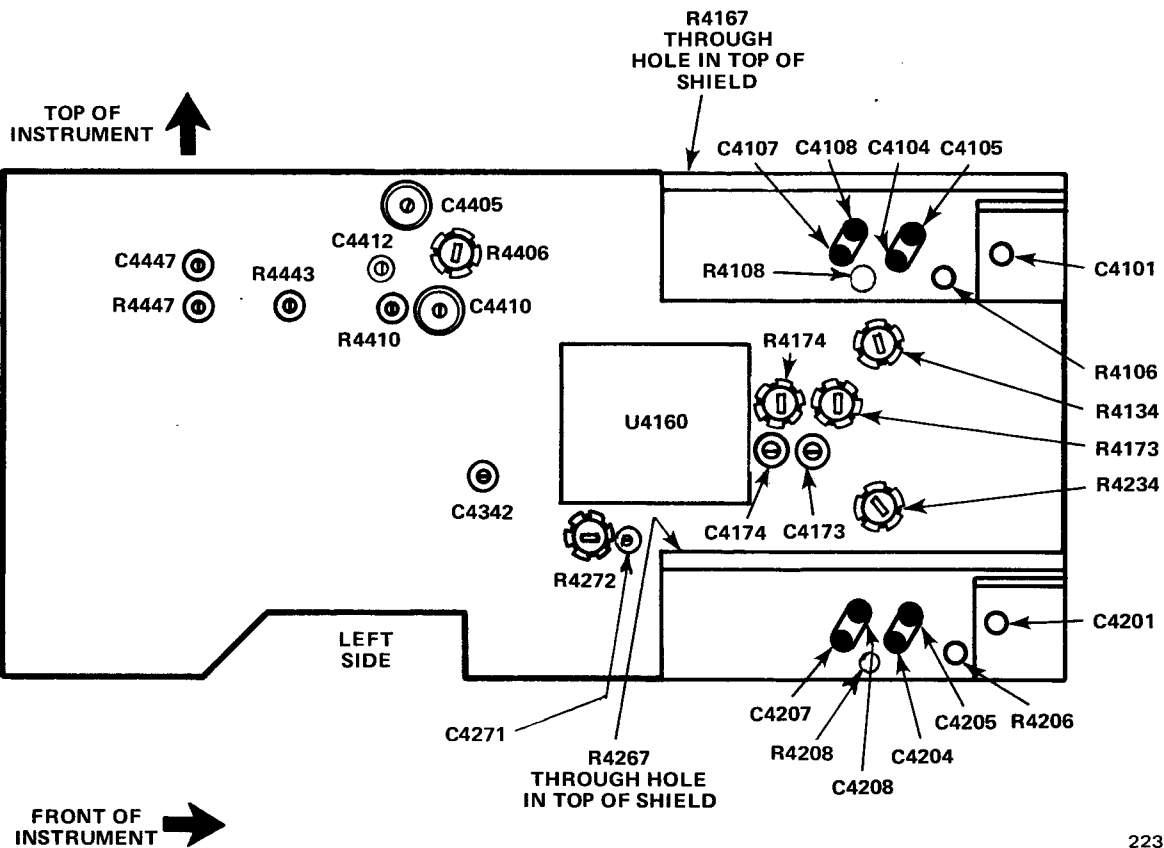 R4167
THROUGH
HOLE IN TOP OF
SHIELD
TOP OF
INSTRUMENT
C4107
C4108
C4104
C4105
C4405
C4412
R4406
C4447
R4443
R4108
C4101
R4447
C4410
R4410
R4174
R4106
R4134
U4160
R4173
R4234
C4342
C4174
C4173
R4272
LEFT
SIDE
C4201
C4271
C4207
C4205
R4206
R4208
C4204
C4208
R4267
THROUGH HOLE
IN TOP OF SHIELD
FRONT OF
INSTRUMENT
223